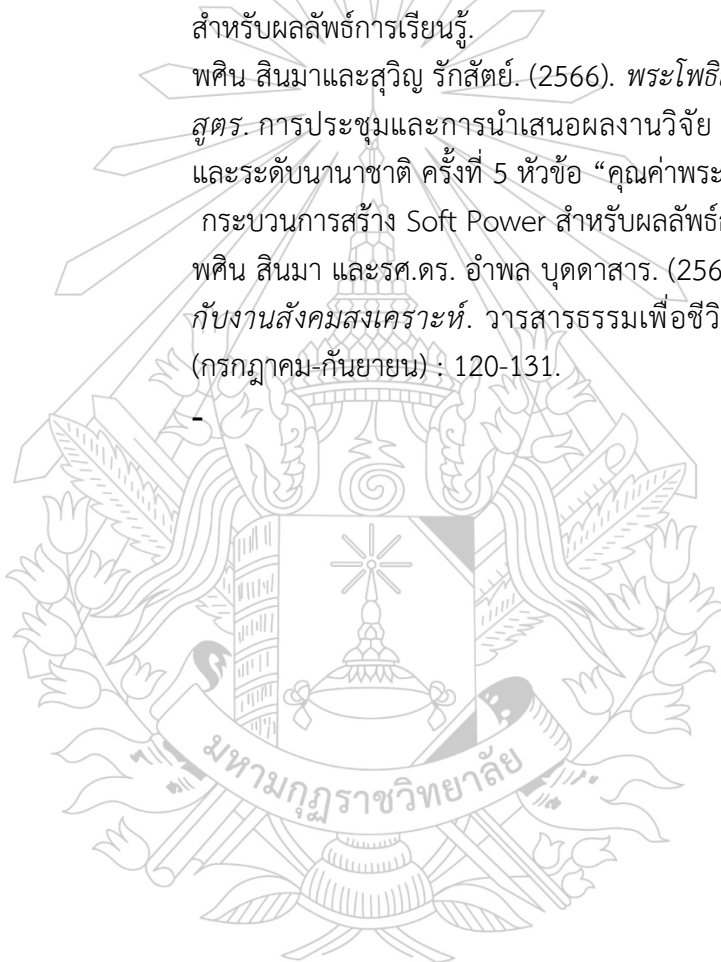 สำหรับผลลัพธ์การเรียนรู้.
พศิน สินมาและสุวิญ รักสัตย์. (2566). พระโพธิ
สูตร. การประชุมและการนำเสนอผลงานวิจัย
และระดับนานาชาติ ครั้งที่ 5 หัวข้อ “คุณค่าพระ
กระบวนการสร้าง Soft Power สำหรับผลลัพธ์
พศิน สินมา และรศ.ดร. อำพล บุดดาสาร. (256
กับงานสังคมสงเคราะห์. วารสารธรรมเพื่อชีวิ
(กรกฎาคม-กันยายน) : 120-131.
-
มหามกุฏราชวิทยาลัย